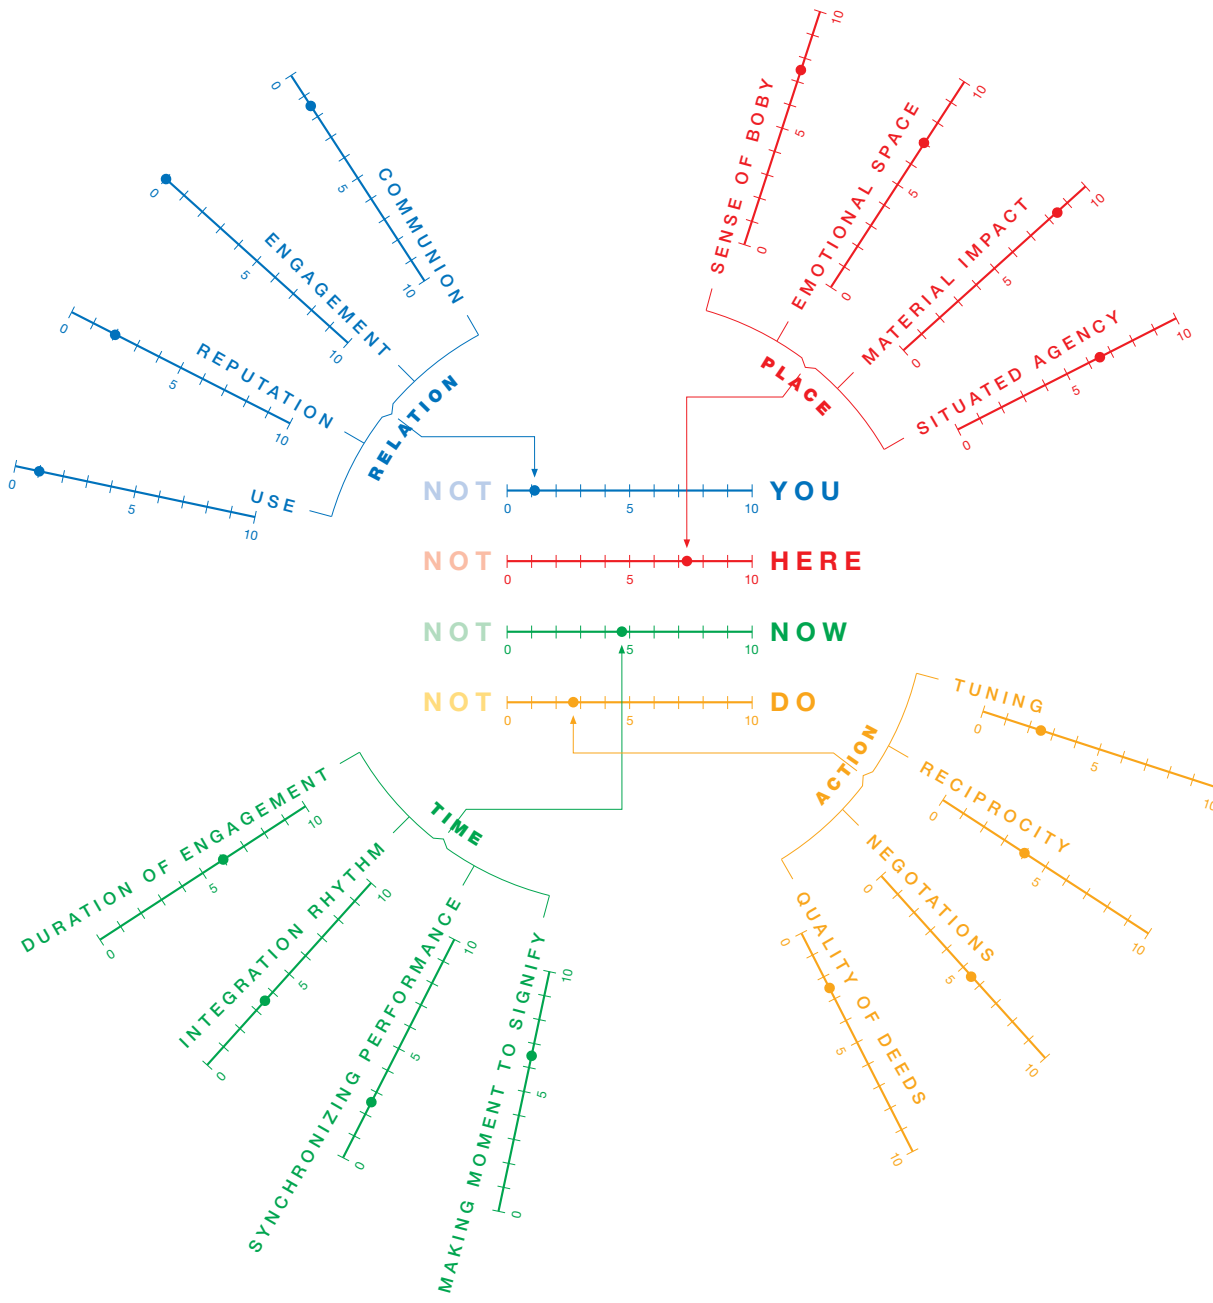 0
COMMUNION
5
10
0
ENGAGEMENT
5
10
0
REPUTATION
5
10
0
USE
5
10
RELATION
10
SENSE OF BOBY
5
0
10
EMOTIONAL SPACE
5
0
10
MATERIAL IMPACT
5
0
10
SITUATED AGENCY
5
0
PLACE
NOT YOU
0 5 10
NOT HERE
0 5 10
NOT NOW
0 5 10
NOT DO
0 5 10
TUNING
0
5
10
RECIPROCITY
0
5
10
NEGOTATIONS
0
5
10
QUALITY OF DEEDS
0
5
10
ACTION
TIME
DURATION OF ENGAGEMENT
10
5
0
INTEGRATION RHYTHM
10
5
0
SYNCHRONIZING PERFORMANCE
10
5
0
MAKING MOMENT TO SIGNIFY
10
5
0